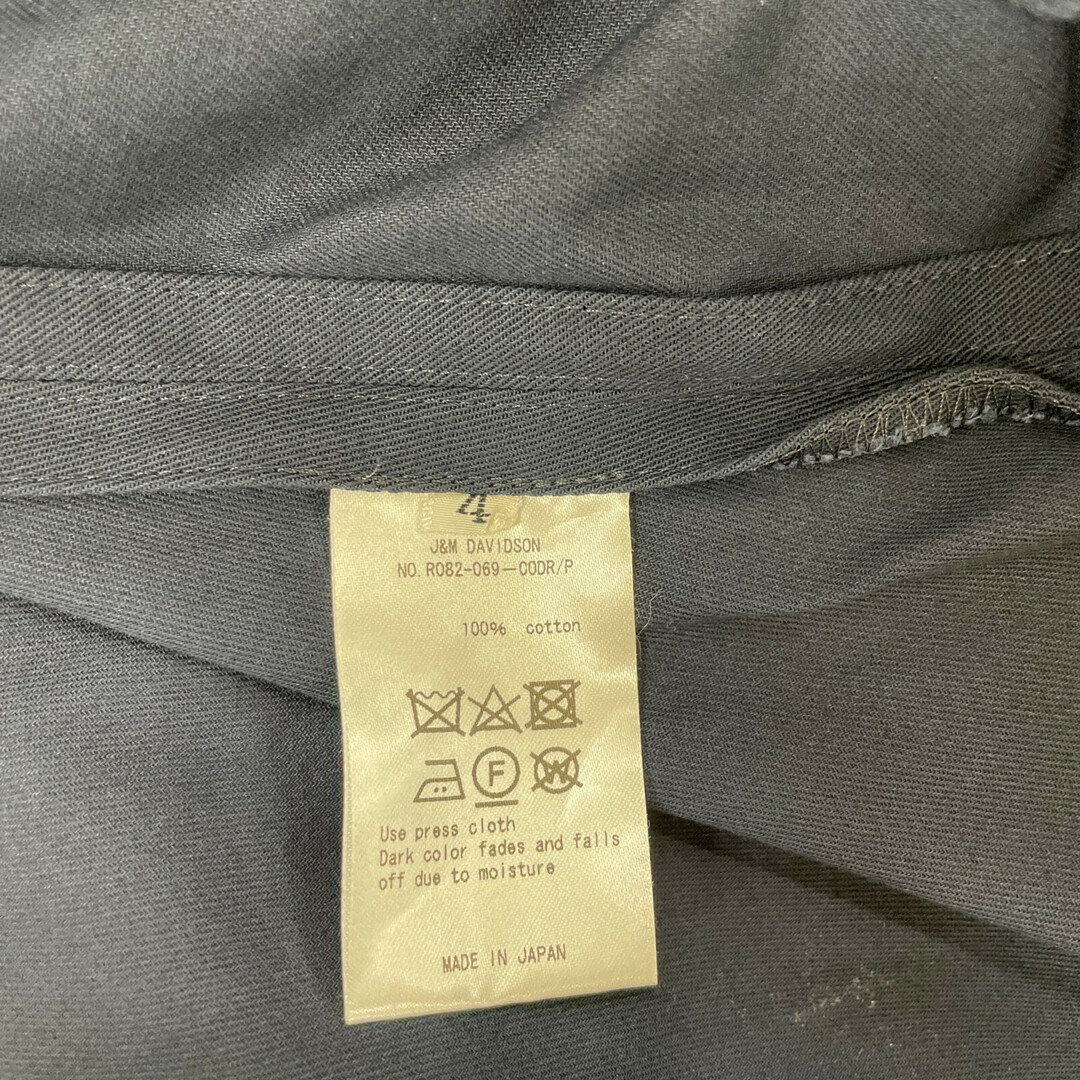 4
J&M DAVIDSON
NO. R082-069-CODR/P
100% cotton
F
W
Use press cloth
Dark color fades and falls
off due to moisture
MADE IN JAPAN